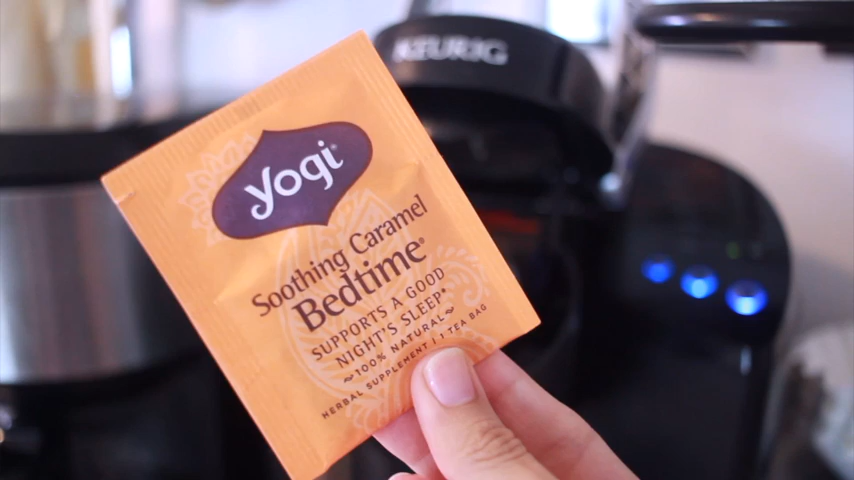 KEURIG
yogi®
Soothing Caramel
Bedtime®
SUPPORTS A GOOD
NIGHT'S SLEEP*
~100% NATURAL~
HERBAL SUPPLEMENT | 1 TEA BAG